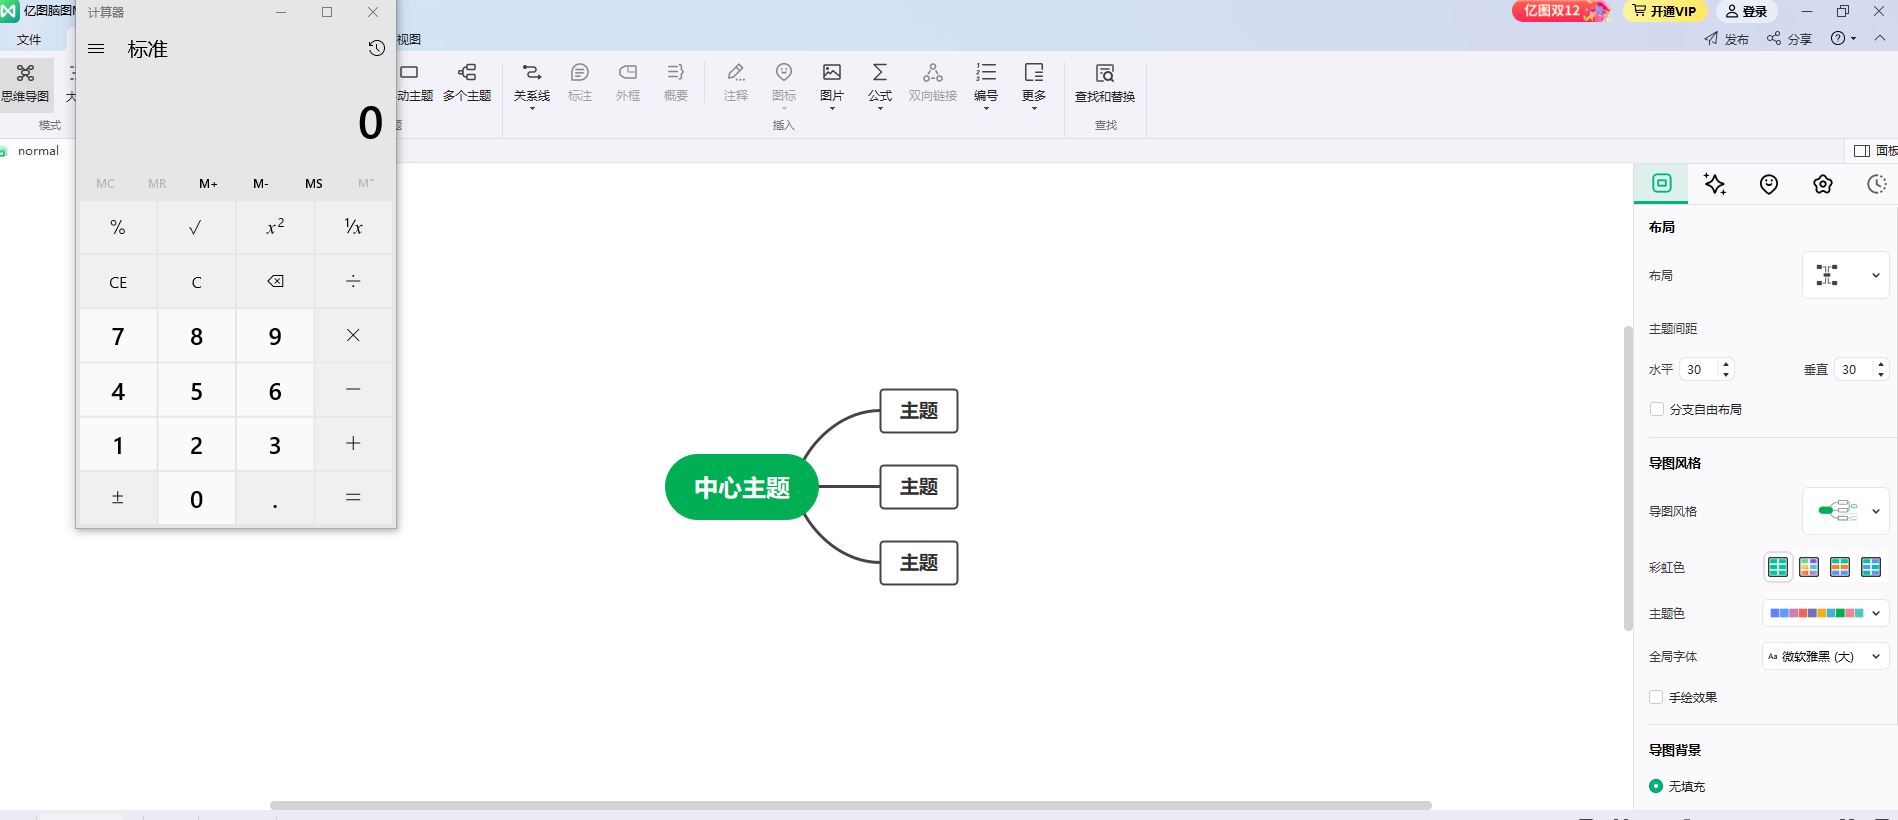 亿图脑图
计算器
亿图双12
开通VIP
登录
文件
视图
发布
分享
标准
思维导图
主题
多个主题
关系线
标注
外框
概要
注释
图标
图片
公式
双向链接
编号
更多
查找和替换
模式
插入
查找
0
normal
面板
MC MR M+ M- MS M˅
% √ x² ¹/x
CE C ⌫ ÷
7 8 9 ×
4 5 6 −
1 2 3 +
± 0 . =
中心主题
主题
主题
主题
布局
布局
主题间距
水平 30 垂直 30
分支自由布局
导图风格
导图风格
彩虹色
主题色
全局字体 Aa 微软雅黑 (大)
手绘效果
导图背景
无填充